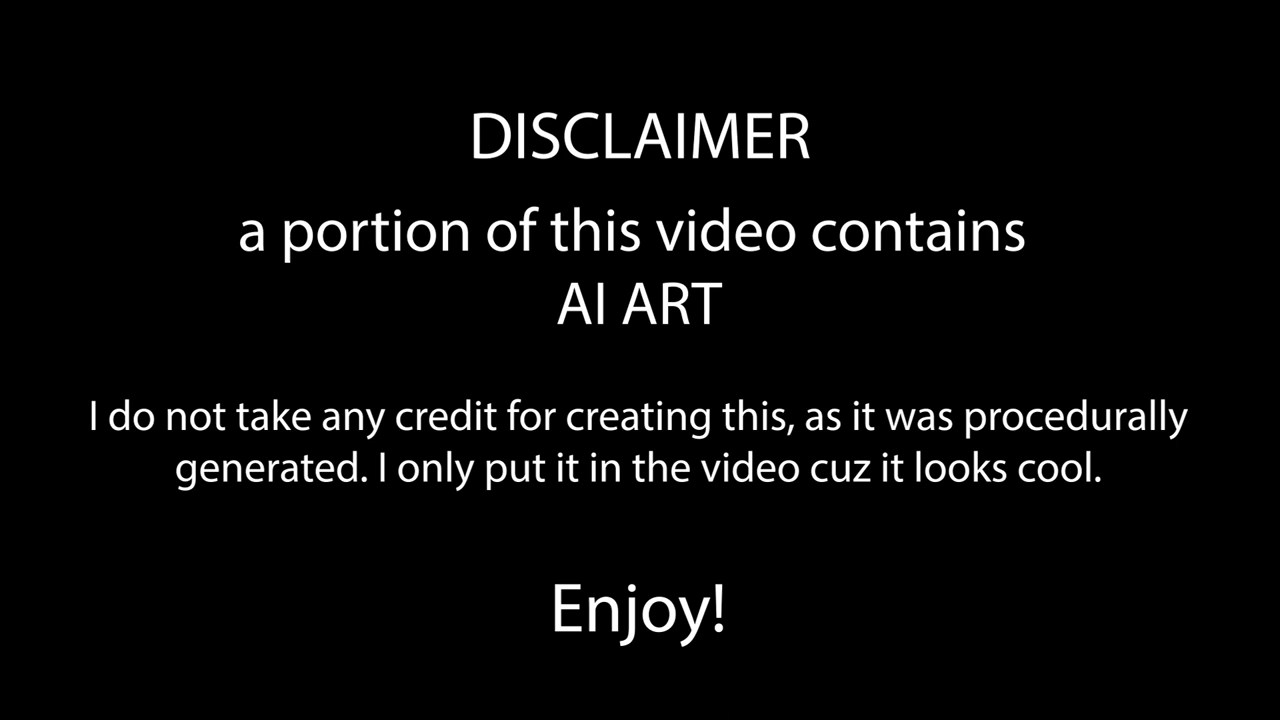 DISCLAIMER
a portion of this video contains
AI ART
I do not take any credit for creating this, as it was procedurally
generated. I only put it in the video cuz it looks cool.
Enjoy!